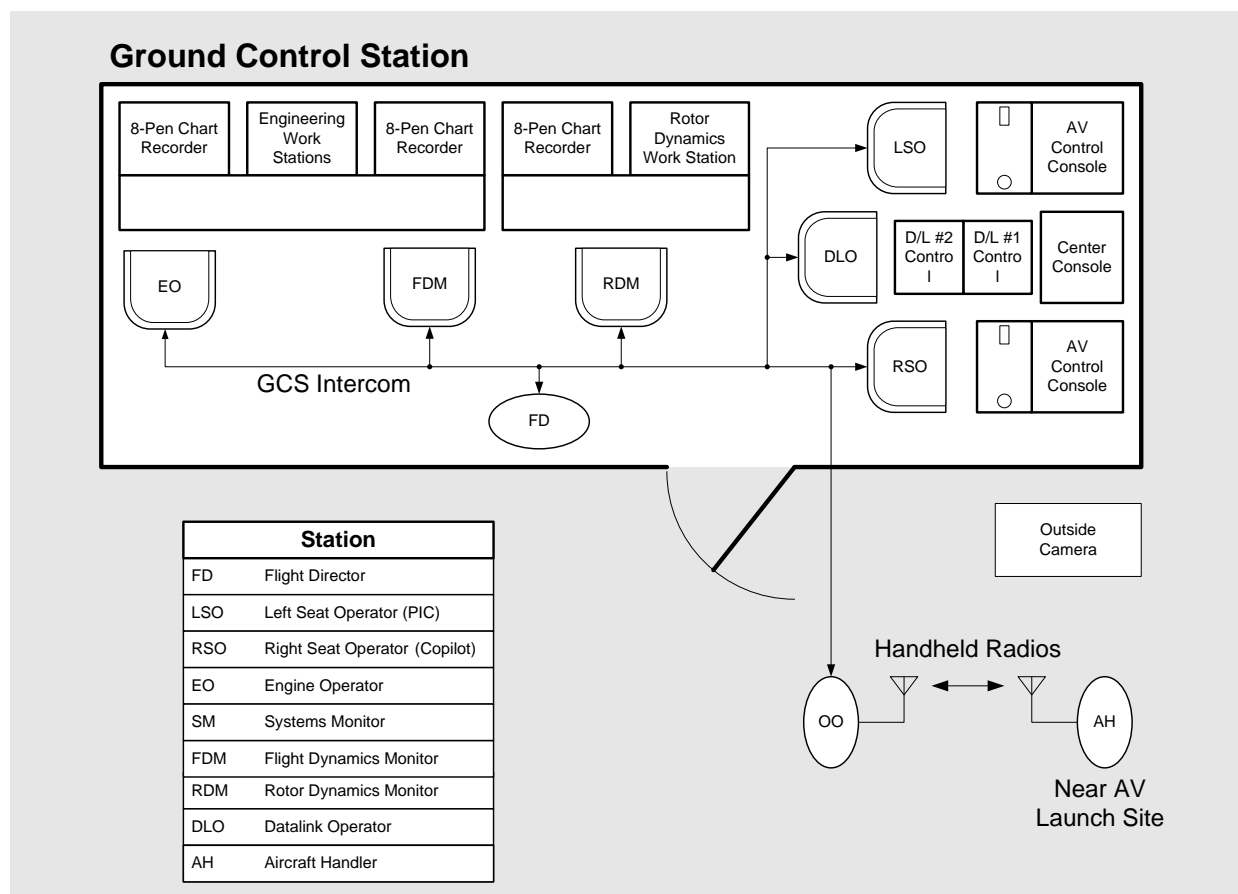 Ground Control Station
8-Pen Chart
Recorder
Engineering
Work
Stations
8-Pen Chart
Recorder
8-Pen Chart
Recorder
Rotor
Dynamics
Work Station
LSO
AV
Control
Console
DLO
D/L #2
Contro
l
D/L #1
Contro
l
Center
Console
EO
FDM
RDM
RSO
AV
Control
Console
GCS Intercom
FD
Outside
Camera
Station
FD Flight Director
LSO Left Seat Operator (PIC)
RSO Right Seat Operator (Copilot)
EO Engine Operator
SM Systems Monitor
FDM Flight Dynamics Monitor
RDM Rotor Dynamics Monitor
DLO Datalink Operator
AH Aircraft Handler
Handheld Radios
OO
AH
Near AV
Launch Site